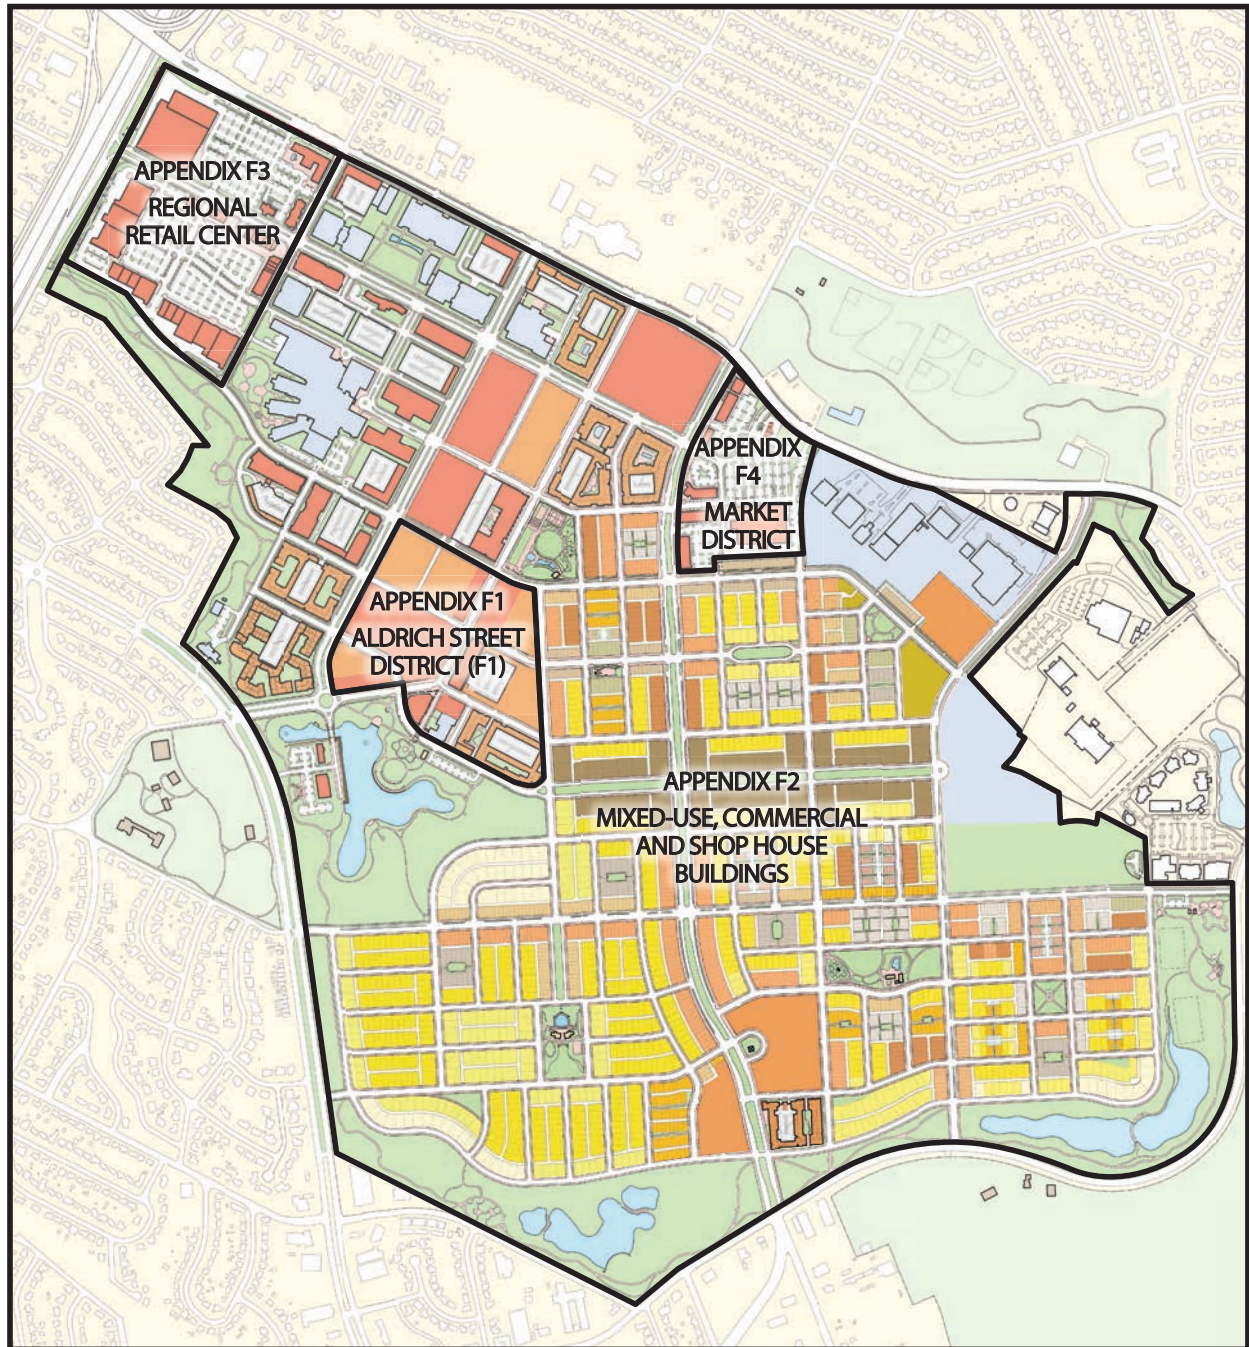 APPENDIX F3
REGIONAL
RETAIL CENTER
APPENDIX
F4
MARKET
DISTRICT
APPENDIX F1
ALDRICH STREET
DISTRICT (F1)
APPENDIX F2
MIXED-USE, COMMERCIAL
AND SHOP HOUSE
BUILDINGS